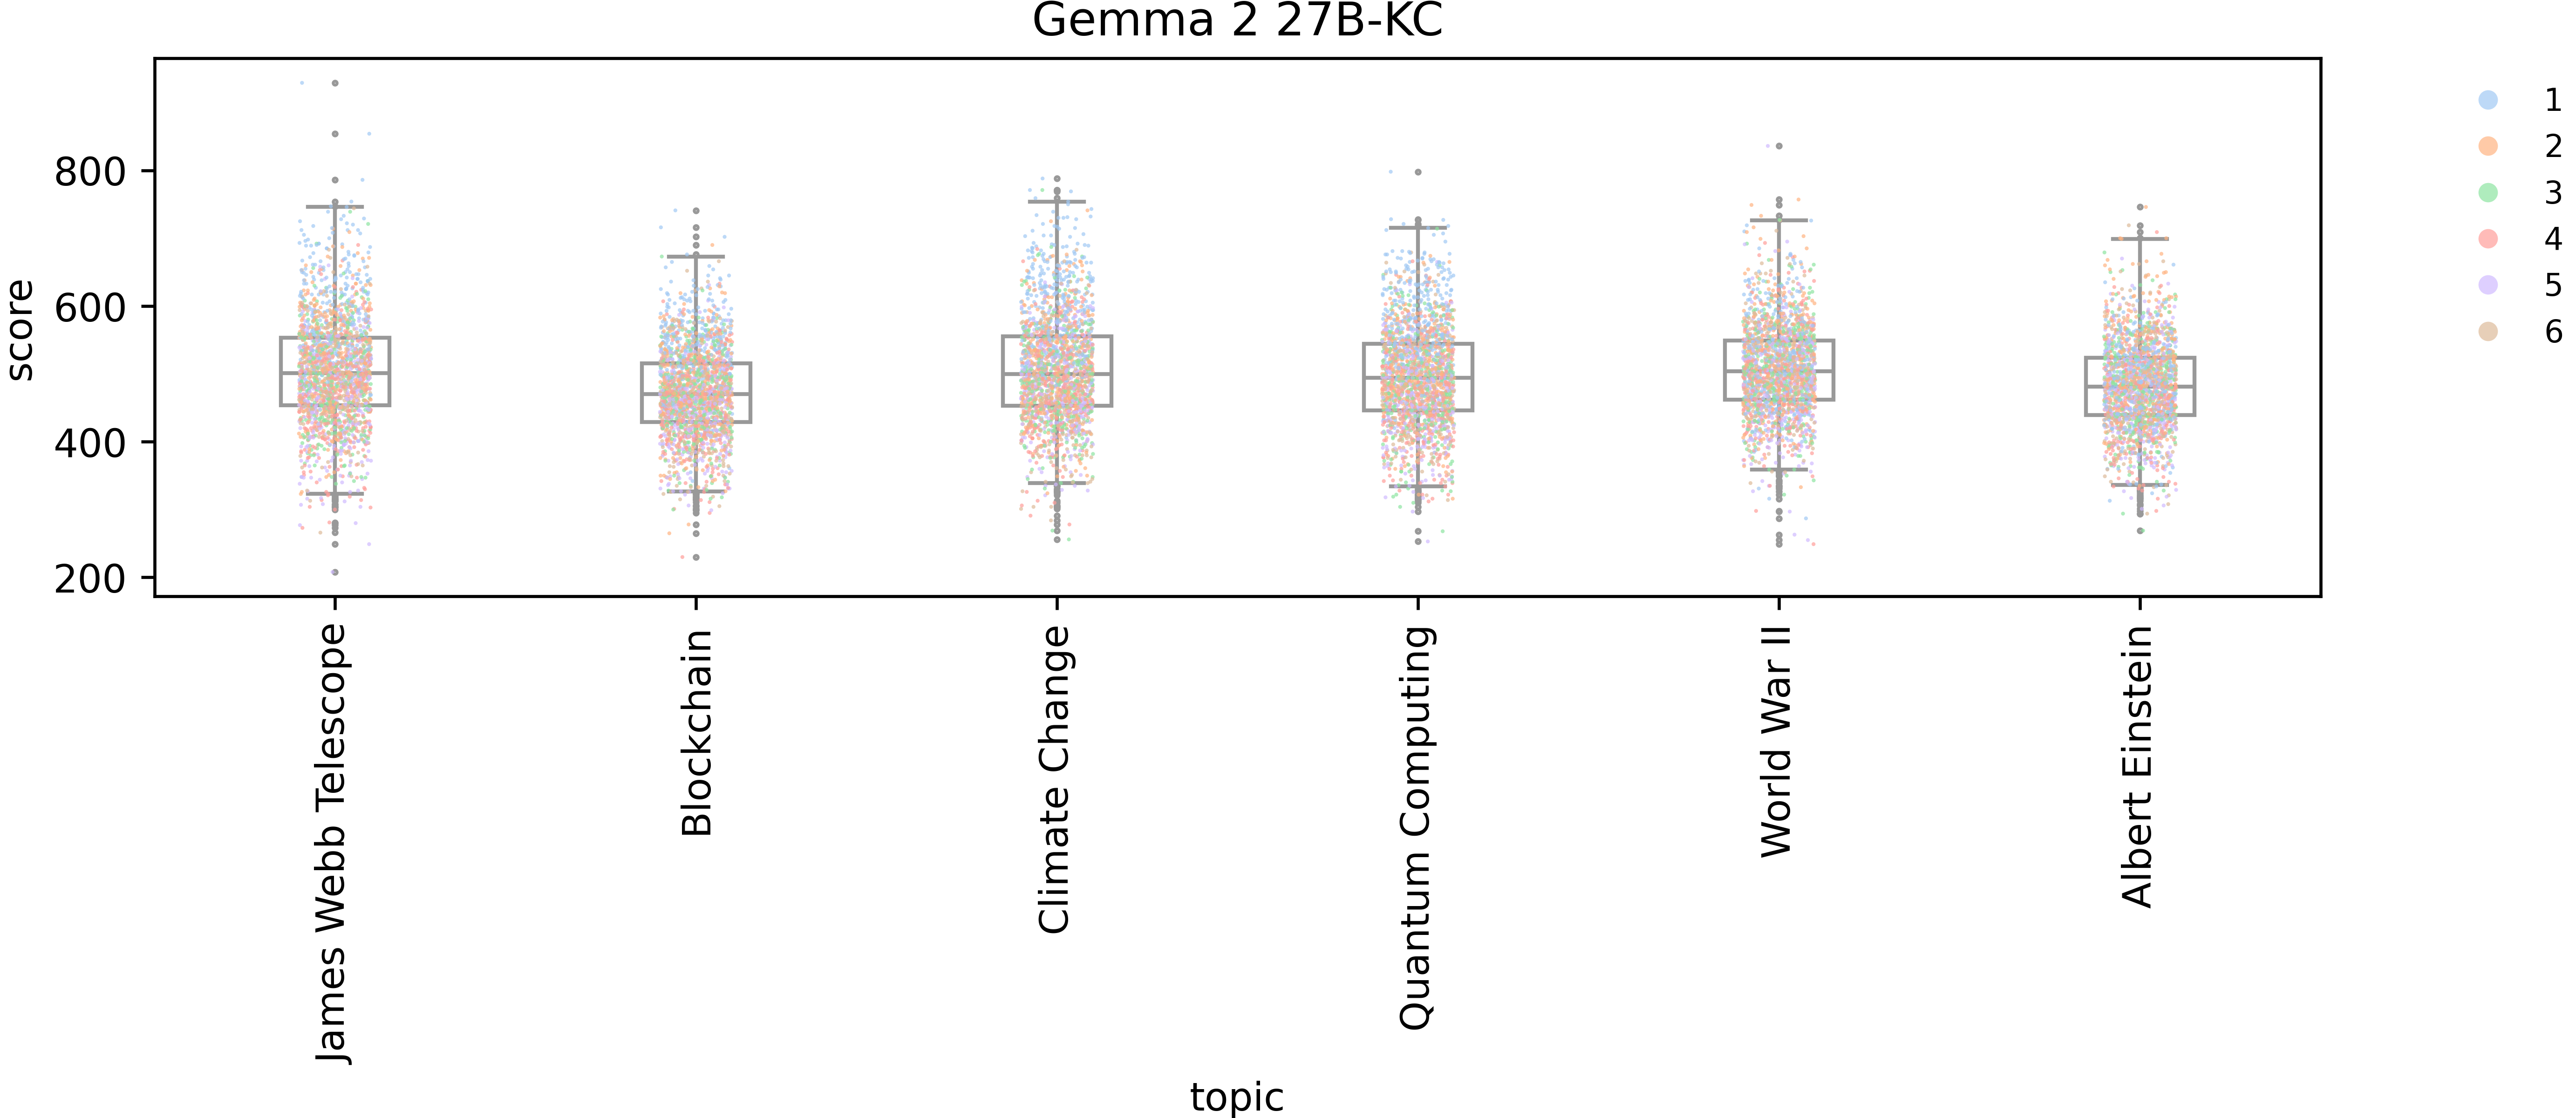 Gemma 2 27B-KC
score
800
600
400
200
James Webb Telescope
Blockchain
Climate Change
Quantum Computing
World War II
Albert Einstein
topic
1
2
3
4
5
6